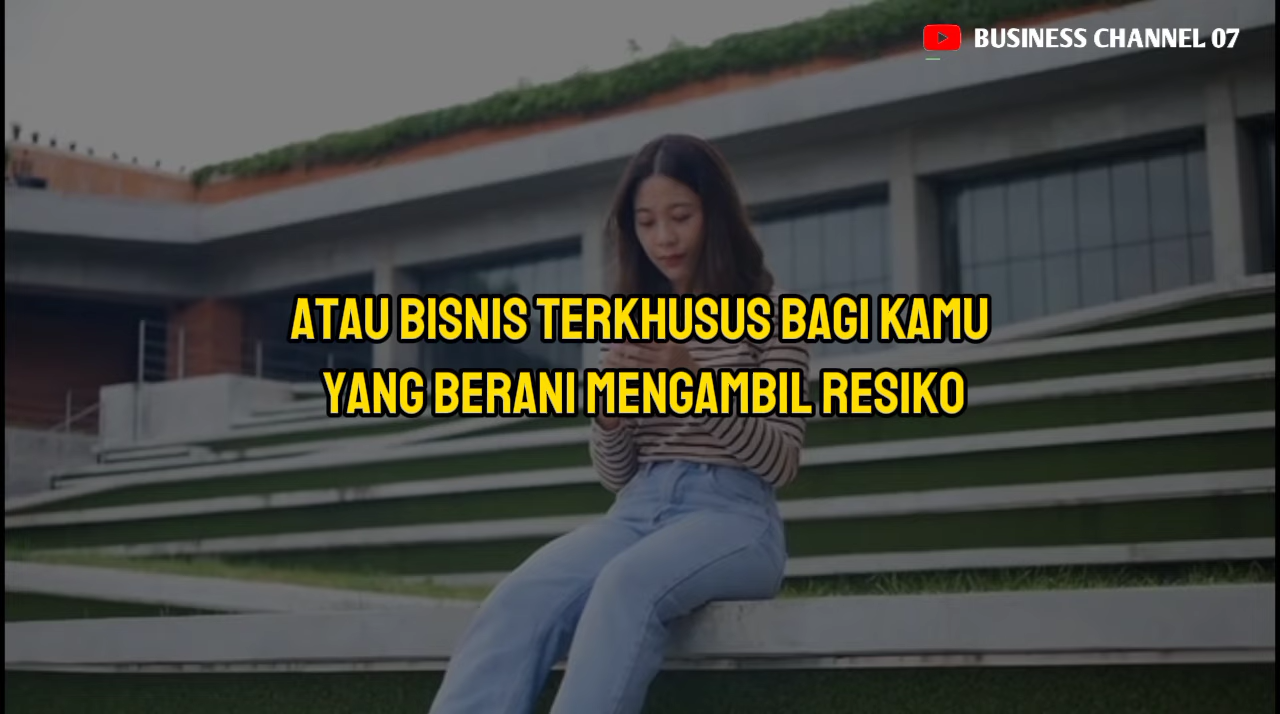 BUSINESS CHANNEL 07
ATAU BISNIS TERKHUSUS BAGI KAMU
YANG BERANI MENGAMBIL RESIKO